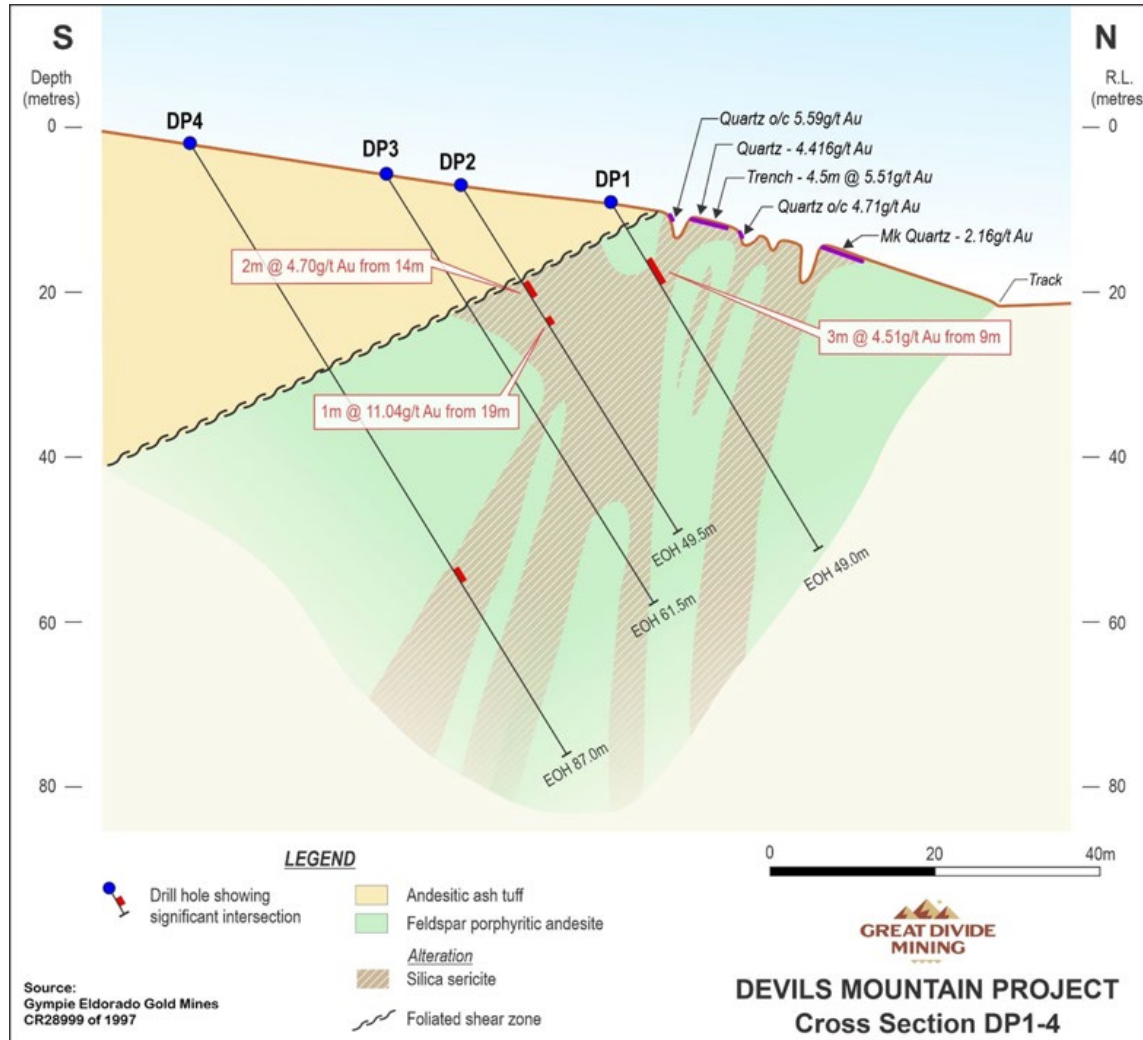 S
N
Depth
(metres)
R.L.
(metres)
0
20
40
60
80
0
20
40
60
80
DP4
DP3
DP2
DP1
Quartz o/c 5.59g/t Au
Quartz - 4.416g/t Au
Trench - 4.5m @ 5.51g/t Au
Quartz o/c 4.71g/t Au
Mk Quartz - 2.16g/t Au
Track
2m @ 4.70g/t Au from 14m
3m @ 4.51g/t Au from 9m
1m @ 11.04g/t Au from 19m
EOH 49.5m
EOH 49.0m
EOH 61.5m
EOH 87.0m
LEGEND
Drill hole showing
significant intersection
Andesitic ash tuff
Feldspar porphyritic andesite
Alteration
Silica sericite
Foliated shear zone
Source:
Gympie Eldorado Gold Mines
CR28999 of 1997
0 20 40m
GREAT DIVIDE
MINING
DEVILS MOUNTAIN PROJECT
Cross Section DP1-4